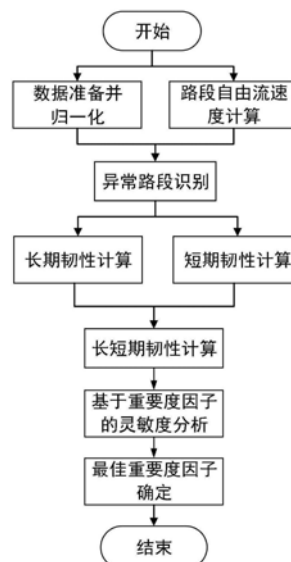 开始
数据准备并
归一化
路段自由流速
度计算
异常路段识别
长期韧性计算
短期韧性计算
长短期韧性计算
基于重要度因子
的灵敏度分析
最佳重要度因子
确定
结束